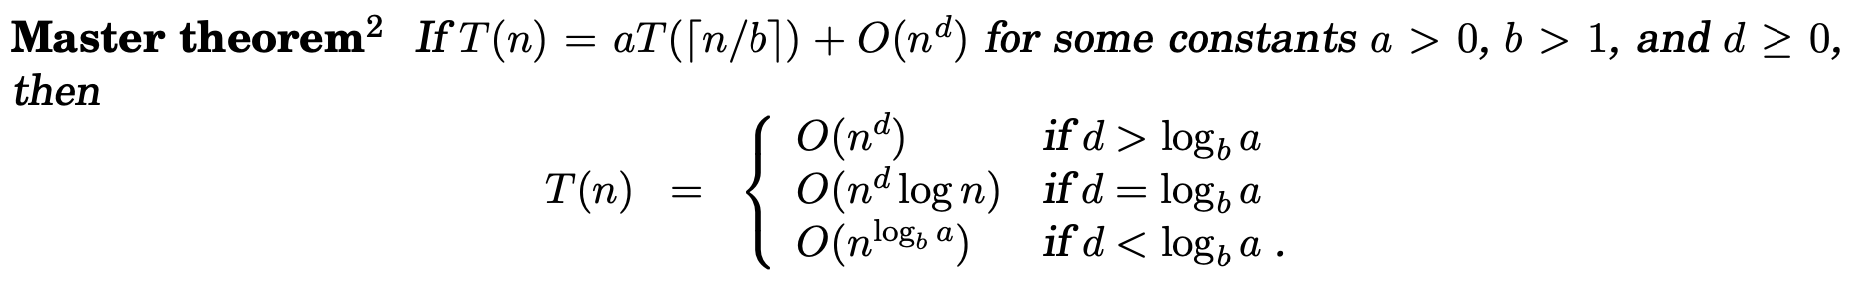 Master theorem² If T(n) = aT(⌈n/b⌉) + O(n^d) for some constants a > 0, b > 1, and d ≥ 0,
then
T(n) = { O(n^d) if d > log_b a
O(n^d log n) if d = log_b a
O(n^{log_b a}) if d < log_b a .